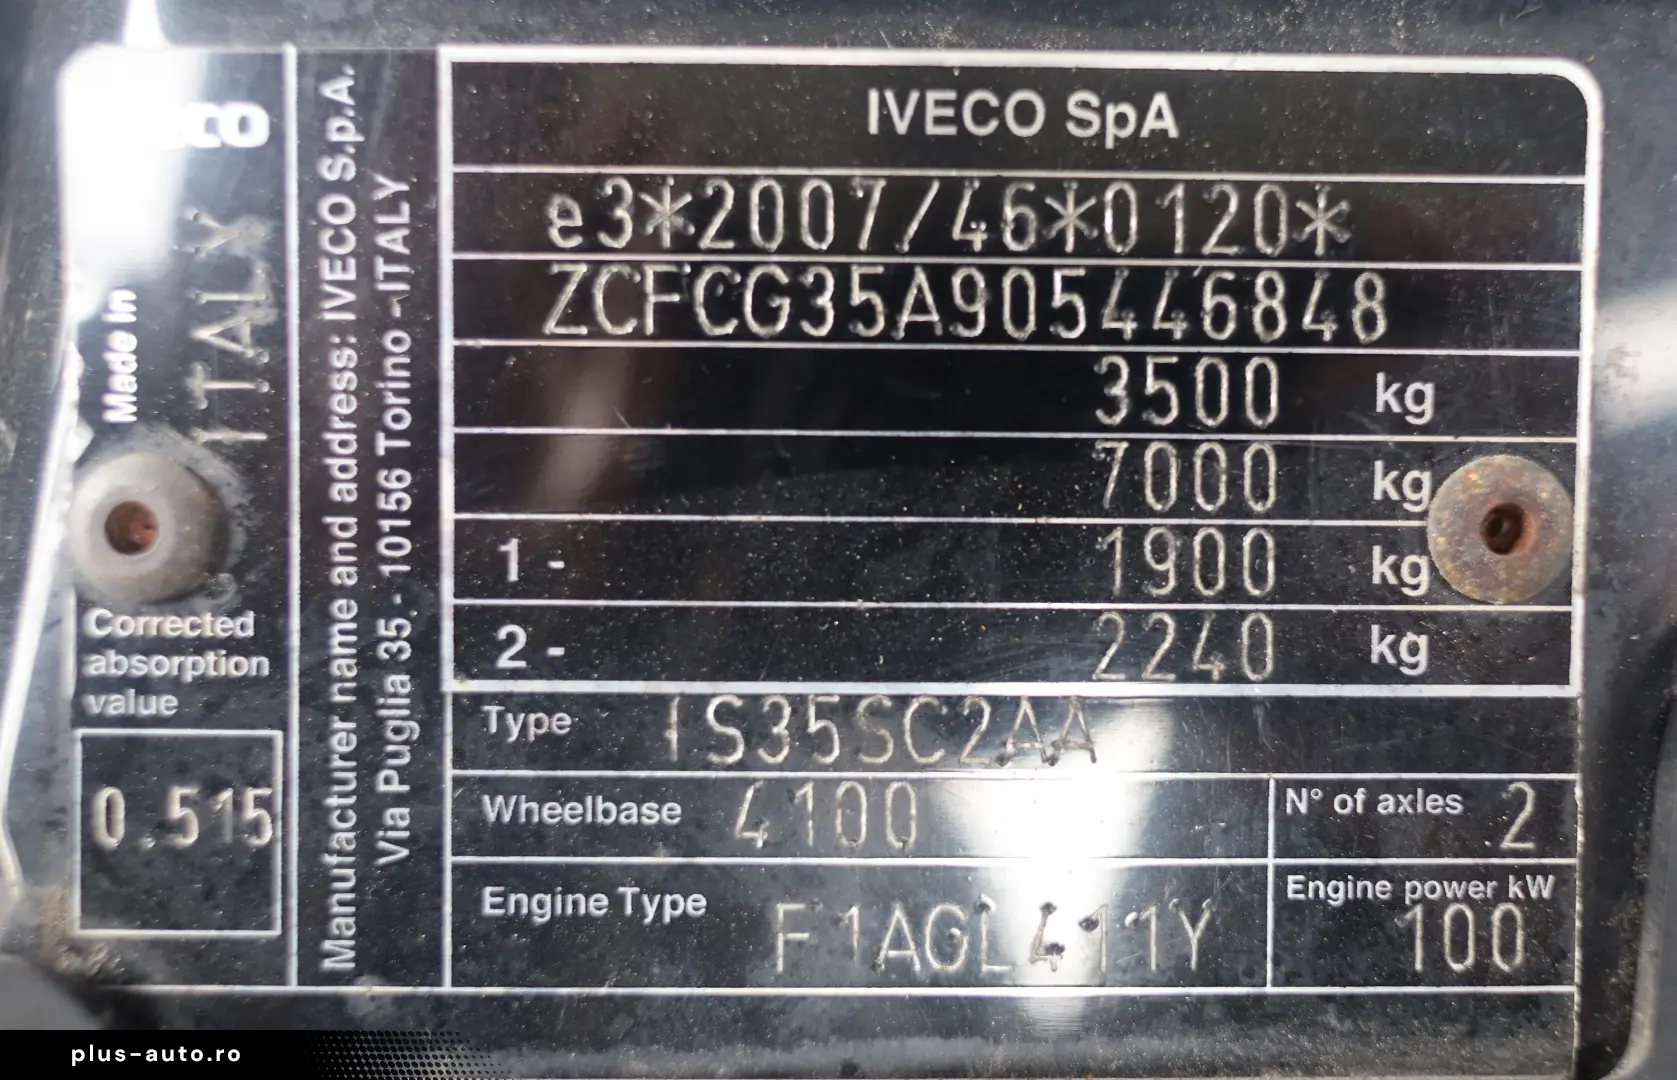 IVECO SpA
e3*2007/46*0120*
ZCFCG35A905446848
3500 kg
7000 kg
1 - 1900 kg
2 - 2240 kg
Type IS35SC2AA
Wheelbase 4100
N° of axles 2
Engine Type F1AGL411Y
Engine power kW
100
Manufacturer name and address: IVECO S.p.A.
Via Puglia 35 - 10156 Torino -ITALY
Made in
ITALY
Corrected
absorption
value
0.515
plus-auto.ro